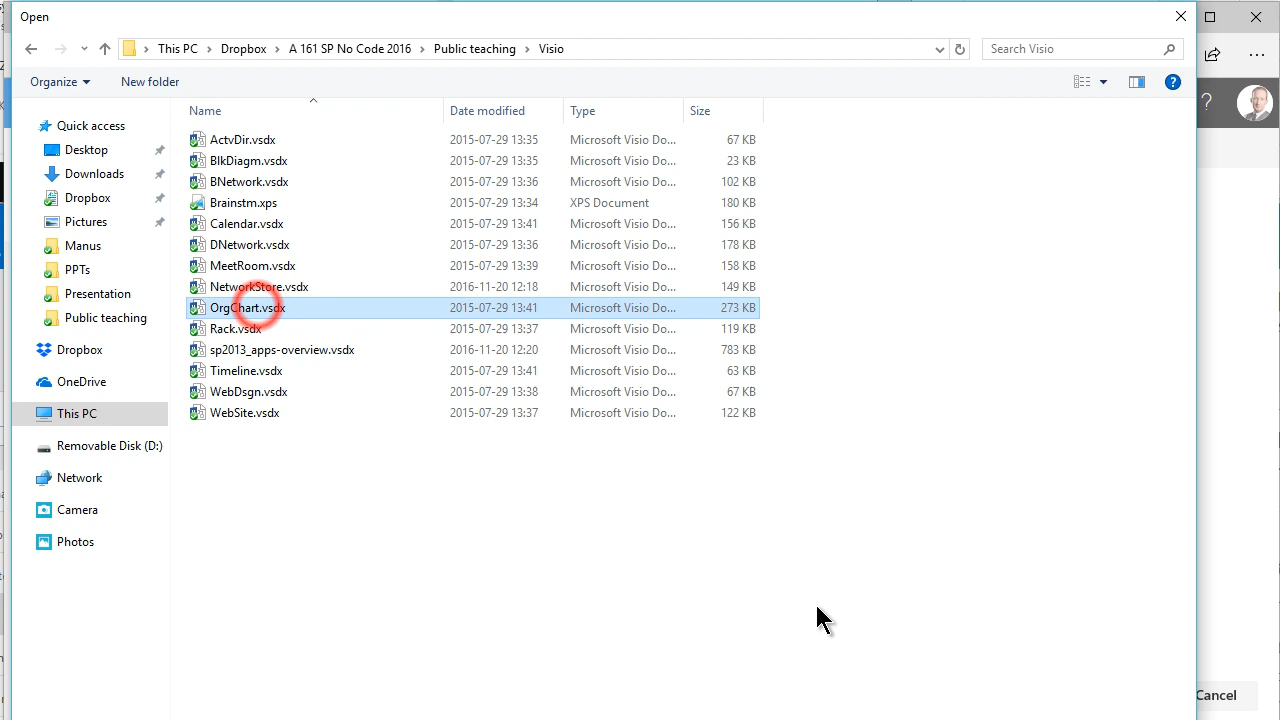 Open
This PC > Dropbox > A 161 SP No Code 2016 > Public teaching > Visio
Search Visio
Organize
New folder
Name
Date modified
Type
Size
Quick access
Desktop
Downloads
Dropbox
Pictures
Manus
PPTs
Presentation
Public teaching
Dropbox
OneDrive
This PC
Removable Disk (D:)
Network
Camera
Photos
ActvDir.vsdx 2015-07-29 13:35 Microsoft Visio Do... 67 KB
BlkDiagm.vsdx 2015-07-29 13:35 Microsoft Visio Do... 23 KB
BNetwork.vsdx 2015-07-29 13:36 Microsoft Visio Do... 102 KB
Brainstm.xps 2015-07-29 13:34 XPS Document 180 KB
Calendar.vsdx 2015-07-29 13:41 Microsoft Visio Do... 156 KB
DNetwork.vsdx 2015-07-29 13:36 Microsoft Visio Do... 178 KB
MeetRoom.vsdx 2015-07-29 13:39 Microsoft Visio Do... 158 KB
NetworkStore.vsdx 2016-11-20 12:18 Microsoft Visio Do... 149 KB
OrgChart.vsdx 2015-07-29 13:41 Microsoft Visio Do... 273 KB
Rack.vsdx 2015-07-29 13:37 Microsoft Visio Do... 119 KB
sp2013_apps-overview.vsdx 2016-11-20 12:20 Microsoft Visio Do... 783 KB
Timeline.vsdx 2015-07-29 13:41 Microsoft Visio Do... 63 KB
WebDsgn.vsdx 2015-07-29 13:38 Microsoft Visio Do... 67 KB
WebSite.vsdx 2015-07-29 13:37 Microsoft Visio Do... 122 KB
Cancel